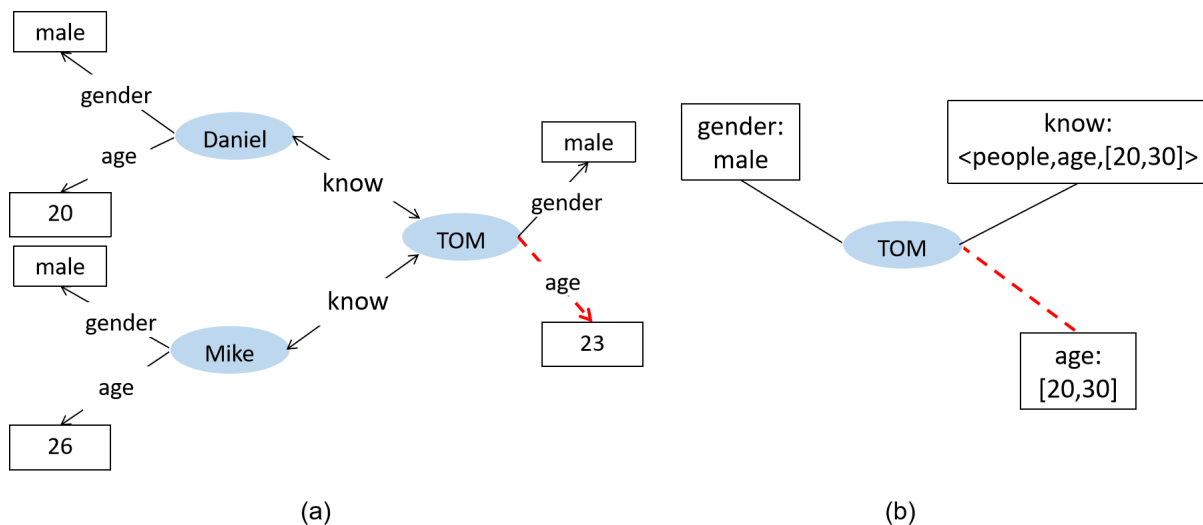 male
gender
Daniel
age
20
know
male
gender
TOM
age
23
male
gender
know
Mike
age
26
(a)
gender:
male
know:
<people,age,[20,30]>
TOM
age:
[20,30]
(b)